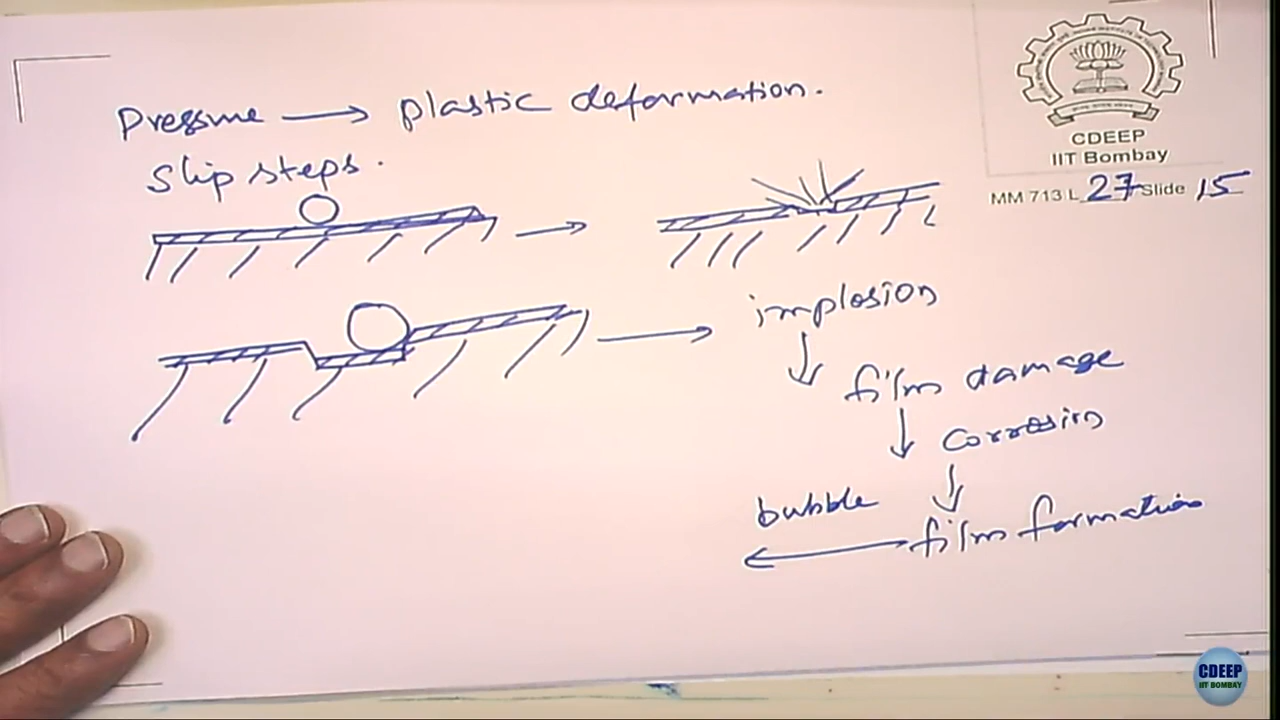 Pressure → plastic deformation.
Slip steps.
CDEEP
IIT Bombay
MM 713 L 27 Slide 15
implosion
film damage
Corrosion
film formation
bubble
CDEEP
IIT BOMBAY